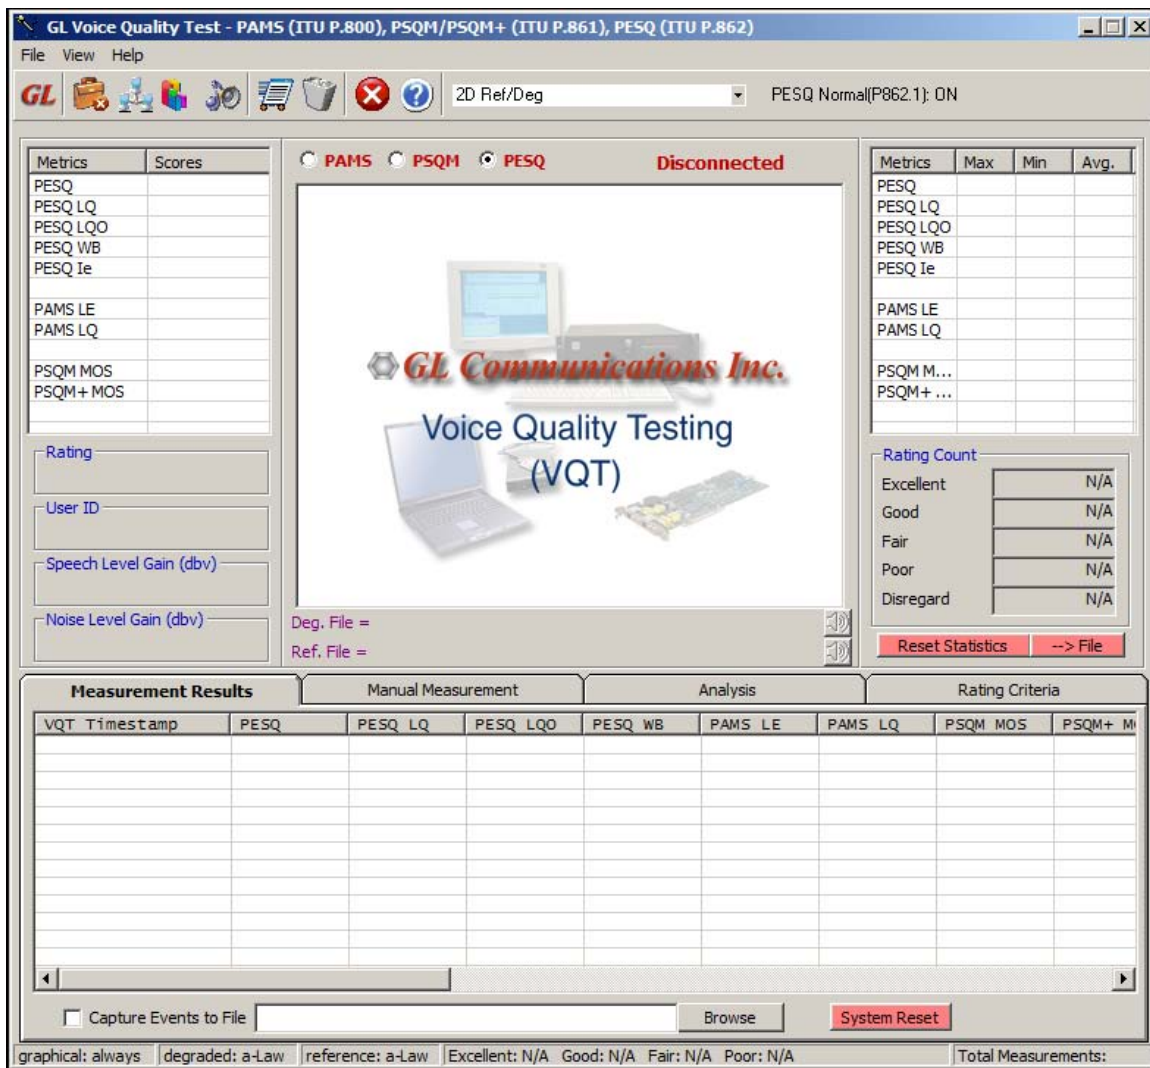 GL Voice Quality Test - PAMS (ITU P.800), PSQM/PSQM+ (ITU P.861), PESQ (ITU P.862)
File View Help
GL 2D Ref/Deg PESQ Normal(P862.1): ON
Metrics Scores
PESQ
PESQ LQ
PESQ LQO
PESQ WB
PESQ Ie
PAMS LE
PAMS LQ
PSQM MOS
PSQM+ MOS
Rating
User ID
Speech Level Gain (dbv)
Noise Level Gain (dbv)
PAMS PSQM PESQ Disconnected
GL Communications Inc.
Voice Quality Testing
(VQT)
Deg. File =
Ref. File =
Metrics Max Min Avg.
PESQ
PESQ LQ
PESQ LQO
PESQ WB
PESQ Ie
PAMS LE
PAMS LQ
PSQM M...
PSQM+ ...
Rating Count
Excellent N/A
Good N/A
Fair N/A
Poor N/A
Disregard N/A
Reset Statistics --> File
Measurement Results Manual Measurement Analysis Rating Criteria
VQT Timestamp PESQ PESQ LQ PESQ LQO PESQ WB PAMS LE PAMS LQ PSQM MOS PSQM+ M
Capture Events to File Browse System Reset
graphical: always degraded: a-Law reference: a-Law Excellent: N/A Good: N/A Fair: N/A Poor: N/A Total Measurements: